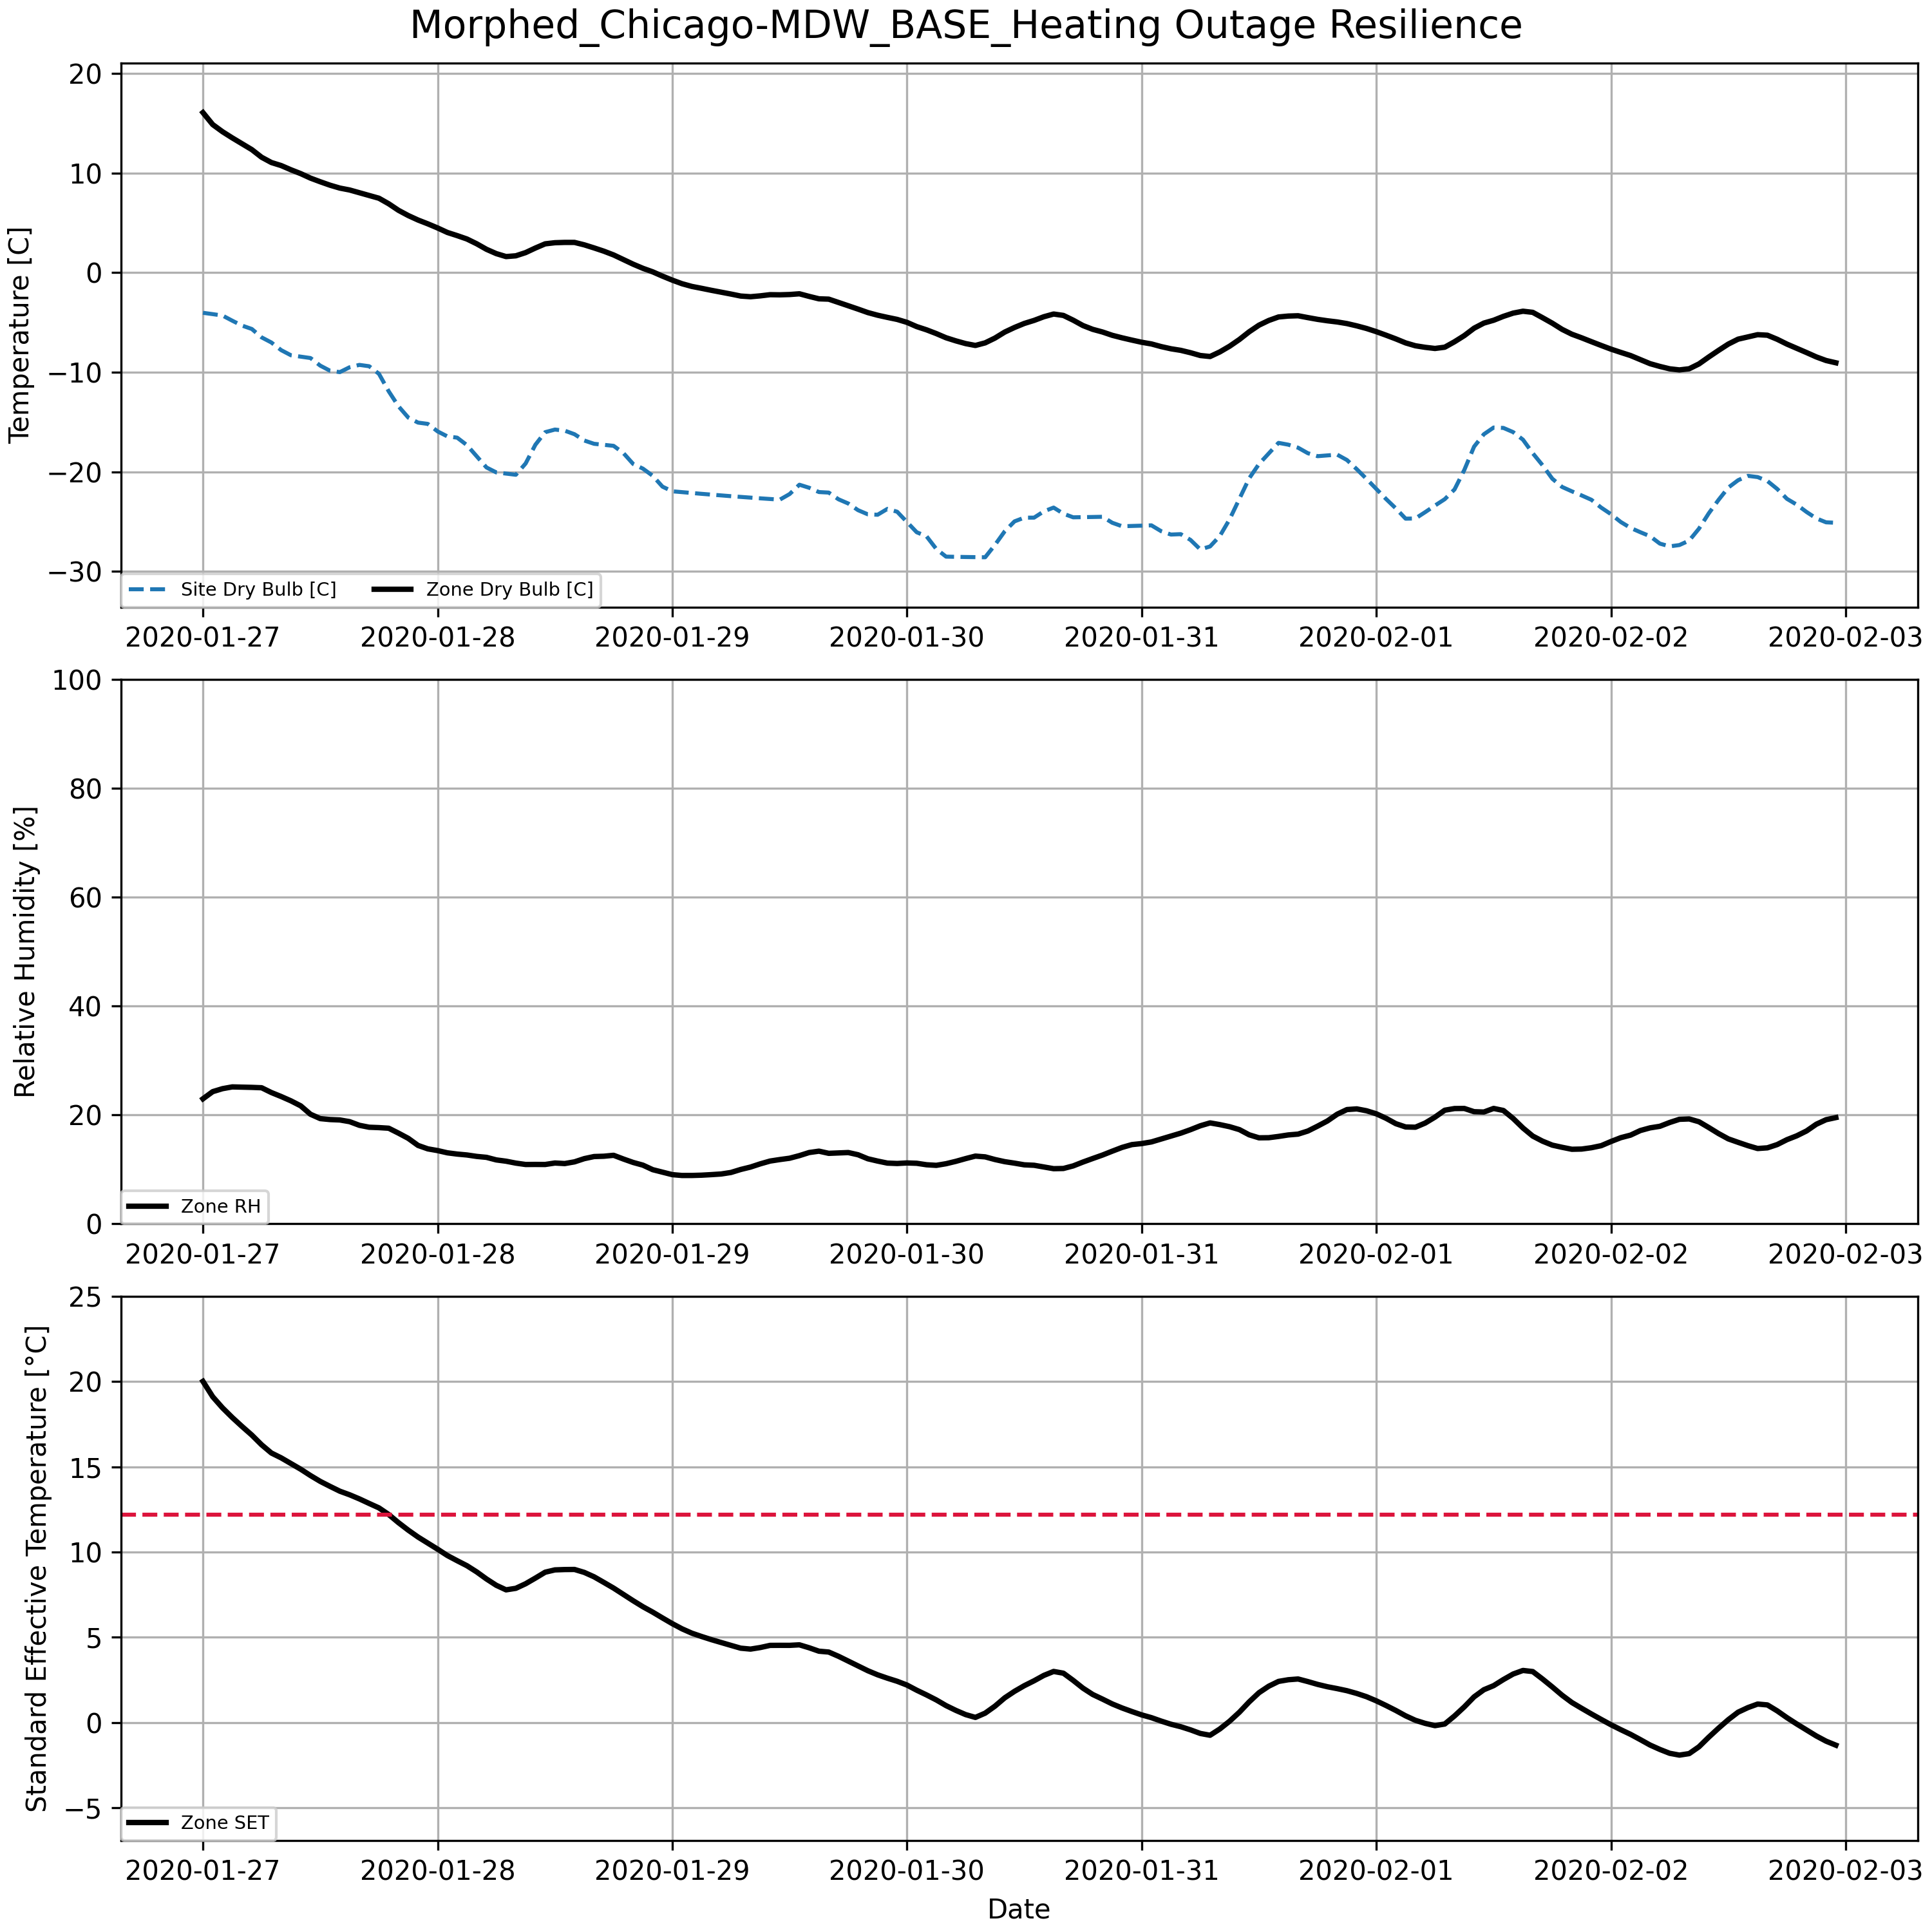 Morphed_Chicago-MDW_BASE_Heating Outage Resilience
Temperature [C]
20
10
0
−10
−20
−30
Site Dry Bulb [C] Zone Dry Bulb [C]
2020-01-27 2020-01-28 2020-01-29 2020-01-30 2020-01-31 2020-02-01 2020-02-02 2020-02-03
Relative Humidity [%]
100
80
60
40
20
0
Zone RH
2020-01-27 2020-01-28 2020-01-29 2020-01-30 2020-01-31 2020-02-01 2020-02-02 2020-02-03
Standard Effective Temperature [°C]
25
20
15
10
5
0
−5
Zone SET
2020-01-27 2020-01-28 2020-01-29 2020-01-30 2020-01-31 2020-02-01 2020-02-02 2020-02-03
Date